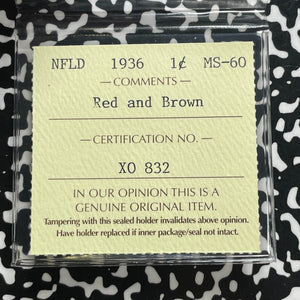 NFLD 1936 1¢ MS-60
COMMENTS
Red and Brown
CERTIFICATION NO.
XO 832
IN OUR OPINION THIS IS A
GENUINE ORIGINAL ITEM.
Tampering with this sealed holder invalidates above opinion.
Have holder replaced if inner package/seal not intact.